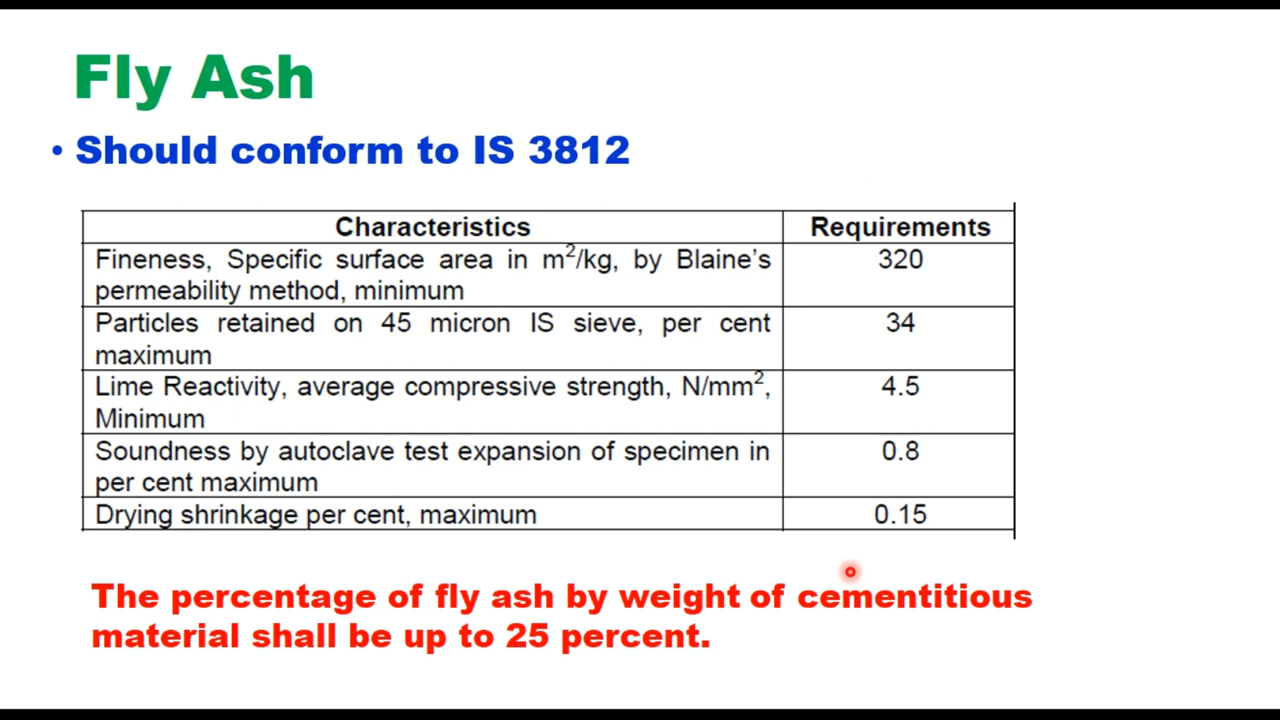 Fly Ash
• Should conform to IS 3812
Characteristics Requirements
Fineness, Specific surface area in m²/kg, by Blaine's 320
permeability method, minimum
Particles retained on 45 micron IS sieve, per cent 34
maximum
Lime Reactivity, average compressive strength, N/mm², 4.5
Minimum
Soundness by autoclave test expansion of specimen in 0.8
per cent maximum
Drying shrinkage per cent, maximum 0.15
The percentage of fly ash by weight of cementitious
material shall be up to 25 percent.